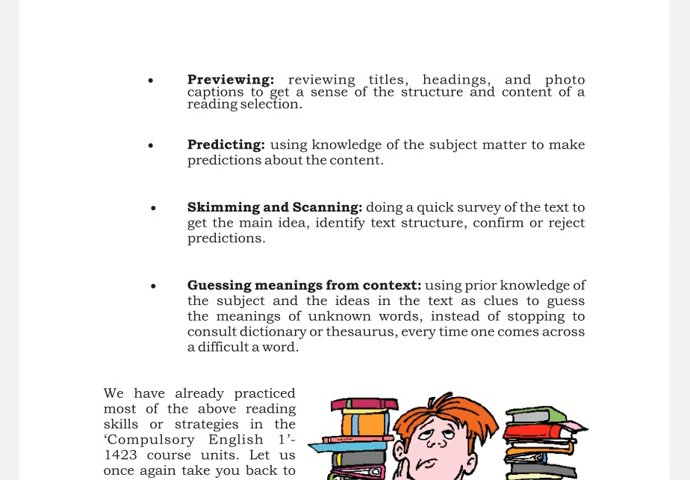 • Previewing: reviewing titles, headings, and photo
captions to get a sense of the structure and content of a
reading selection.
• Predicting: using knowledge of the subject matter to make
predictions about the content.
• Skimming and Scanning: doing a quick survey of the text to
get the main idea, identify text structure, confirm or reject
predictions.
• Guessing meanings from context: using prior knowledge of
the subject and the ideas in the text as clues to guess
the meanings of unknown words, instead of stopping to
consult dictionary or thesaurus, every time one comes across
a difficult a word.
We have already practiced
most of the above reading
skills or strategies in the
‘Compulsory English 1’-
1423 course units. Let us
once again take you back to